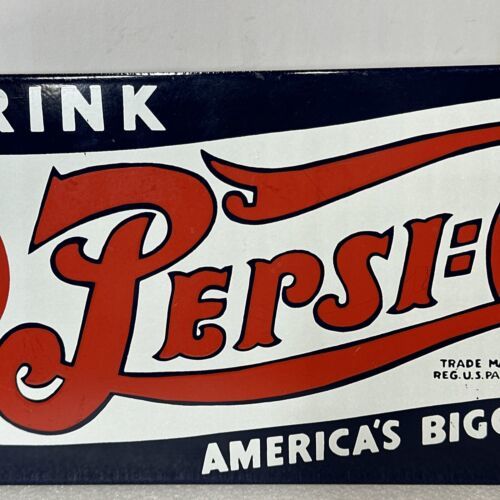 RINK
PEPSI:C
TRADE MA
REG. U.S. PA
AMERICA'S BIGG